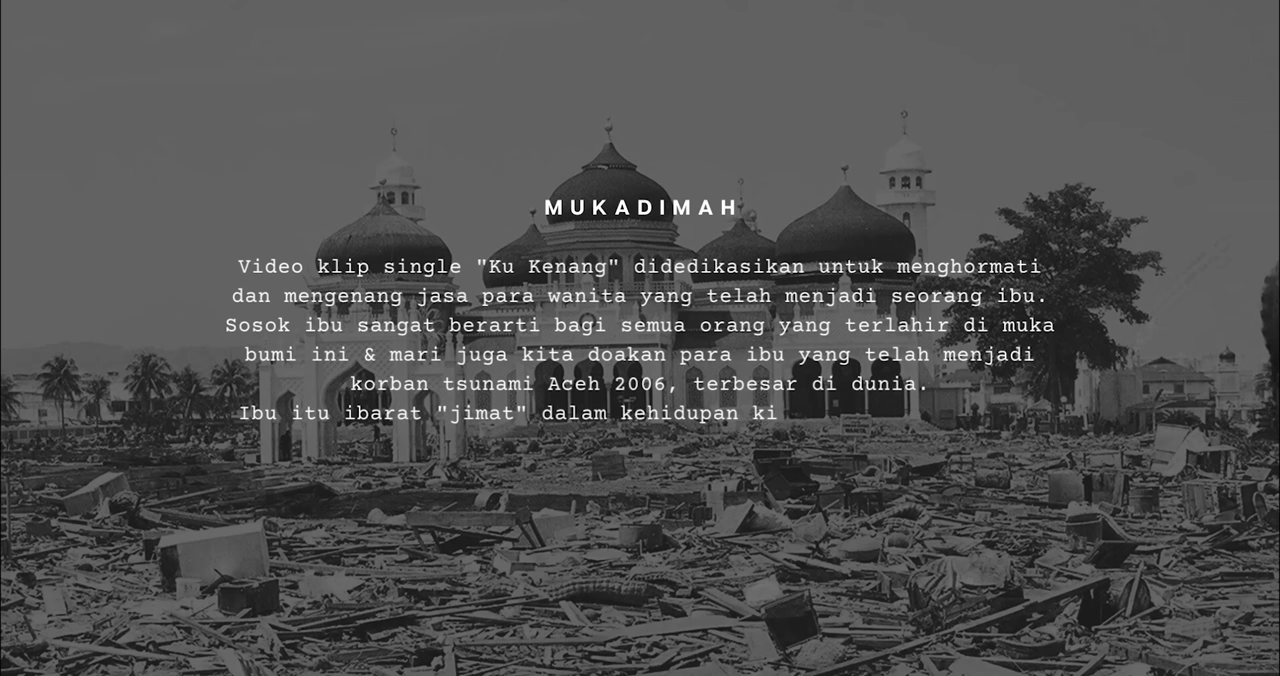 MUKADIMAH
Video klip single "Ku Kenang" didedikasikan untuk menghormati
dan mengenang jasa para wanita yang telah menjadi seorang ibu.
Sosok ibu sangat berarti bagi semua orang yang terlahir di muka
bumi ini & mari juga kita doakan para ibu yang telah menjadi
korban tsunami Aceh 2006, terbesar di dunia.
Ibu itu ibarat "jimat" dalam kehidupan ki